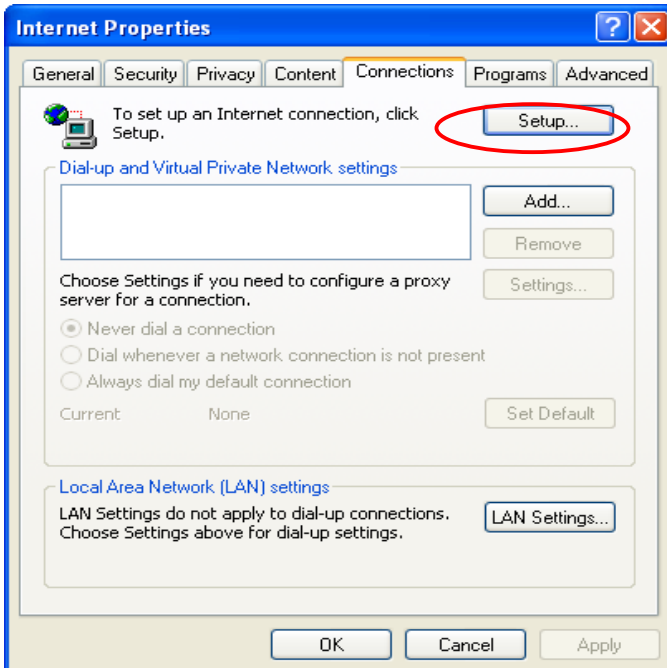 Internet Properties
?
X
General Security Privacy Content Connections Programs Advanced
To set up an Internet connection, click
Setup.
Setup...
Dial-up and Virtual Private Network settings
Add...
Remove
Choose Settings if you need to configure a proxy
server for a connection.
Settings...
Never dial a connection
Dial whenever a network connection is not present
Always dial my default connection
Current None
Set Default
Local Area Network (LAN) settings
LAN Settings do not apply to dial-up connections.
Choose Settings above for dial-up settings.
LAN Settings...
OK Cancel Apply